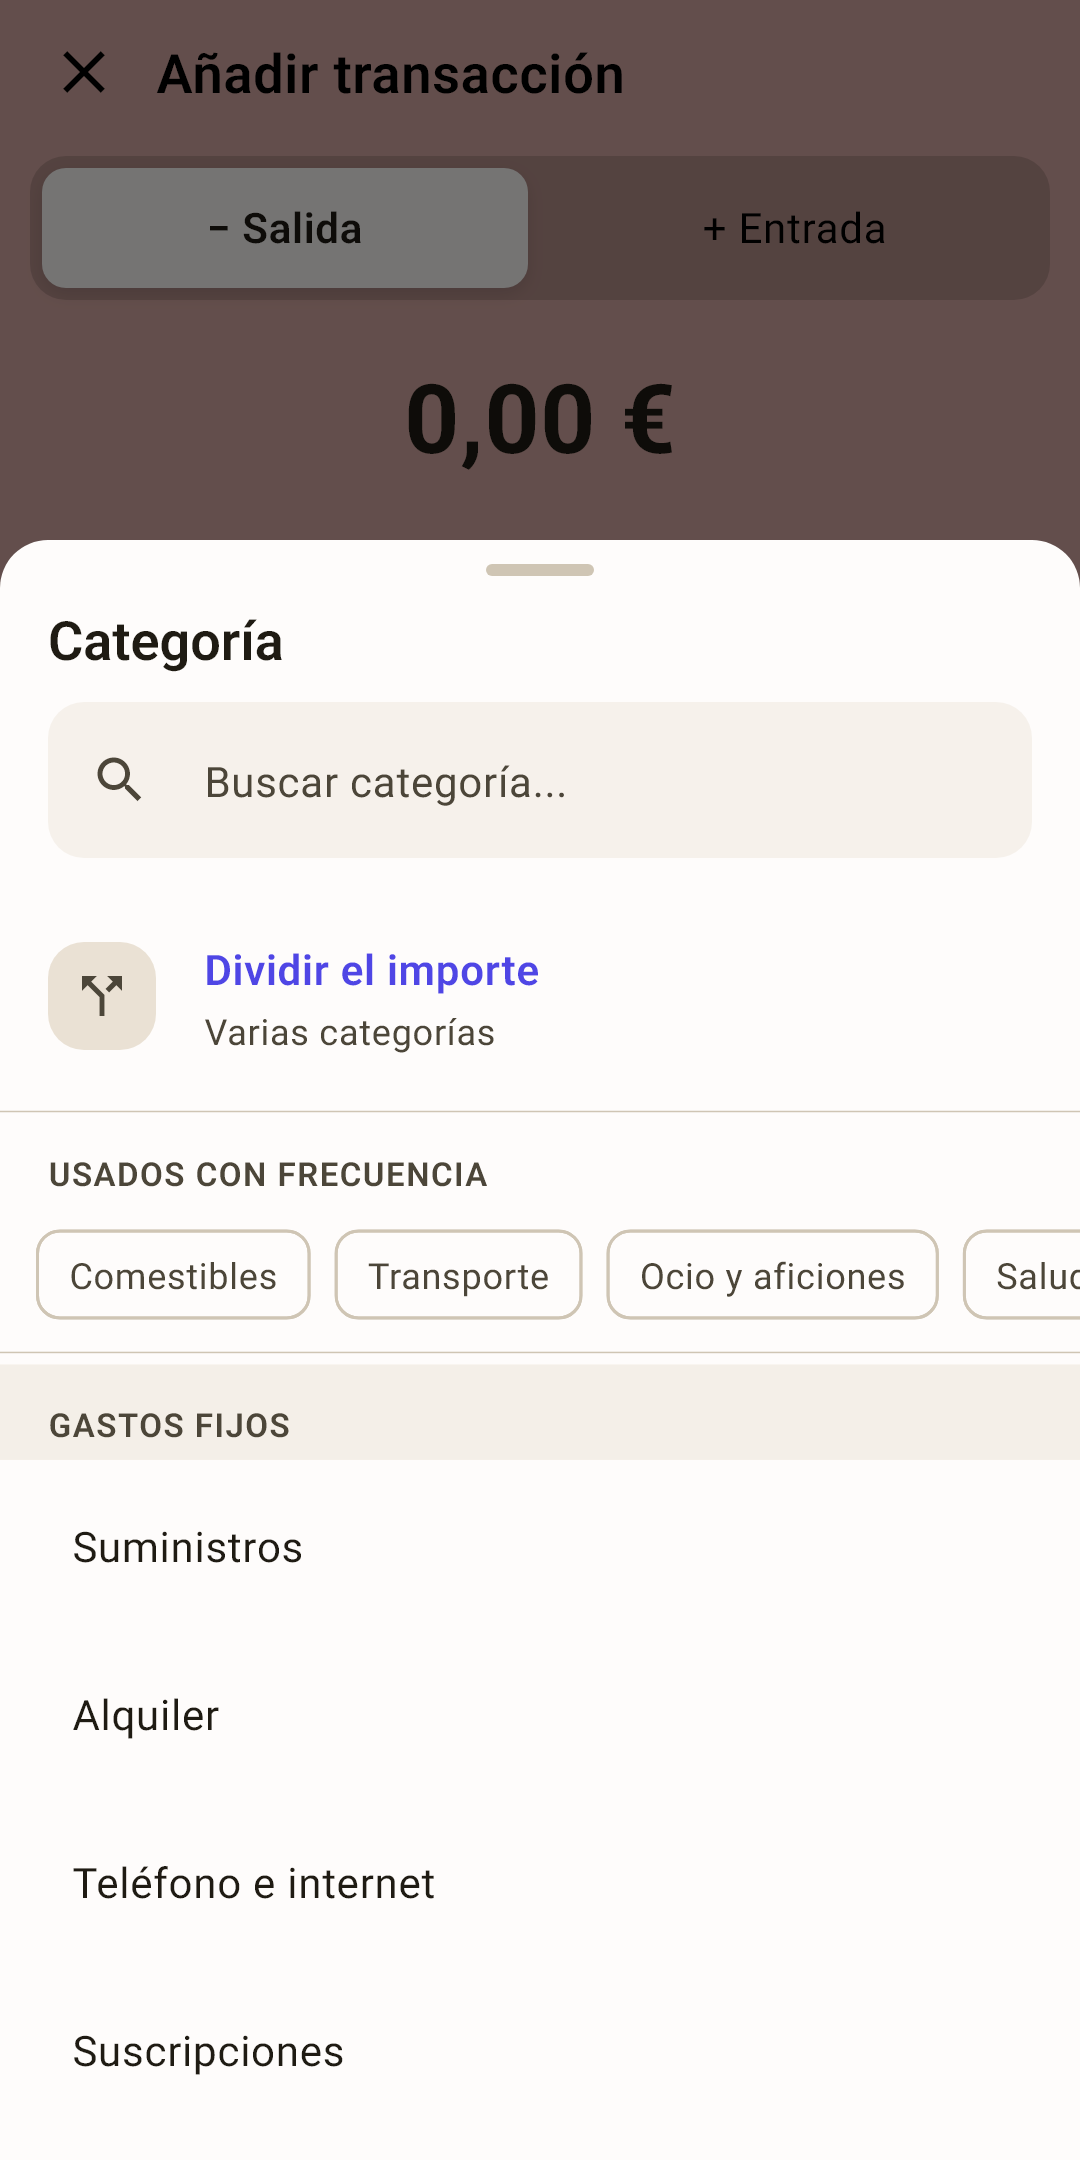 Añadir transacción
− Salida
+ Entrada
0,00 €
Categoría
Buscar categoría...
Dividir el importe
Varias categorías
USADOS CON FRECUENCIA
Comestibles
Transporte
Ocio y aficiones
GASTOS FIJOS
Suministros
Alquiler
Teléfono e internet
Suscripciones